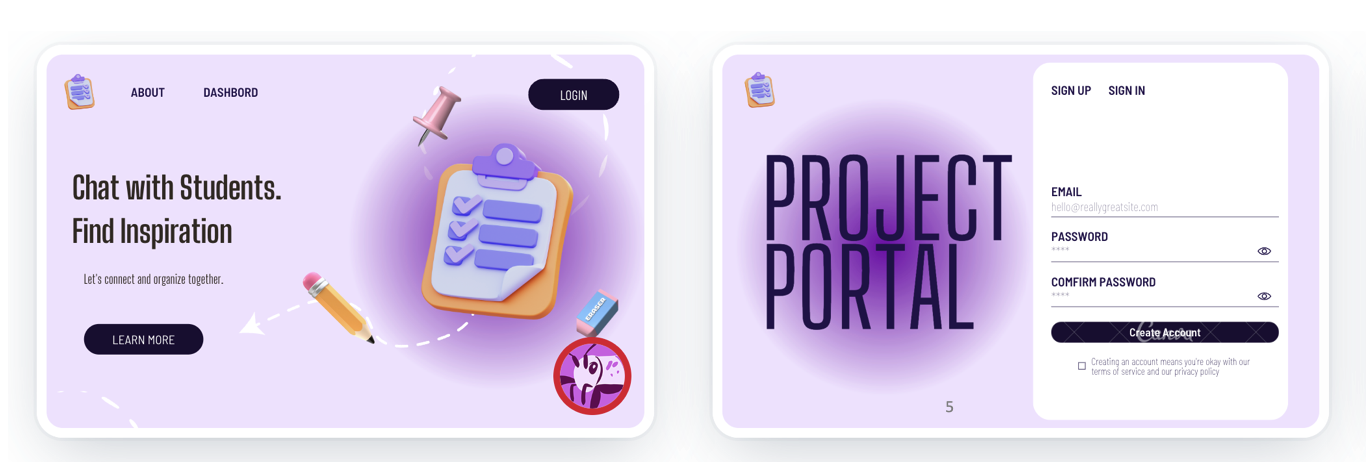 ABOUT DASHBORD
LOGIN
Chat with Students.
Find Inspiration
Let's connect and organize together.
LEARN MORE
ERASER
PROJECT
PORTAL
5
SIGN UP SIGN IN
EMAIL
hello@reallygreatsite.com
PASSWORD
****
COMFIRM PASSWORD
****
Create Account
Canva
Creating an account means you're okay with our
terms of service and our privacy policy